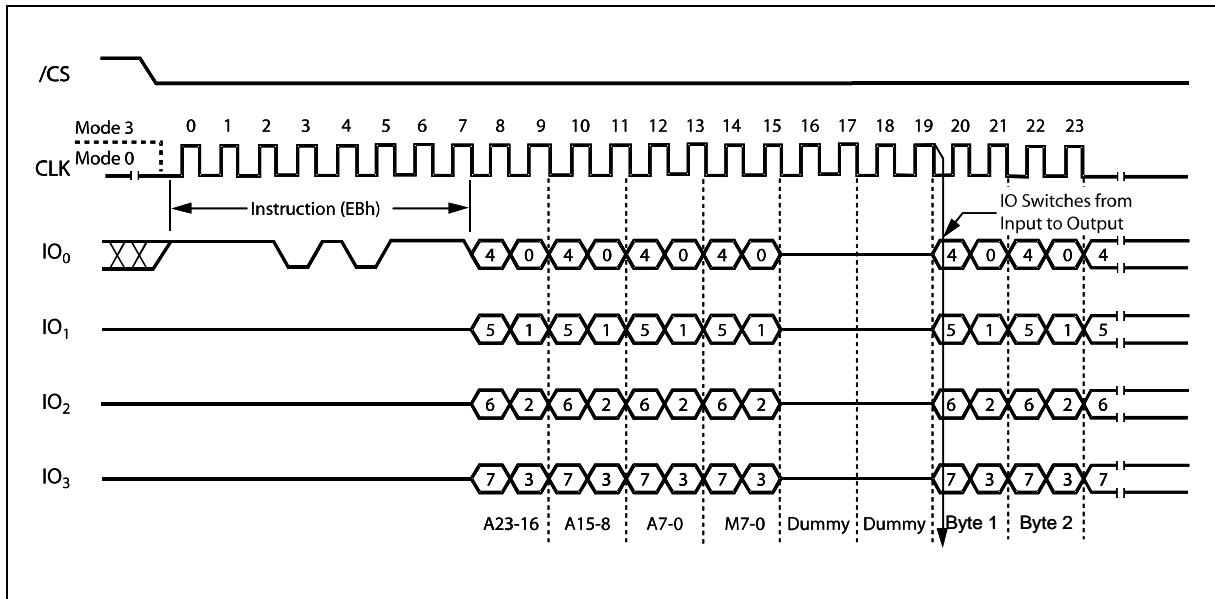 /CS
Mode 3
0 1 2 3 4 5 6 7 8 9 10 11 12 13 14 15 16 17 18 19 20 21 22 23
CLK
Mode 0
Instruction (EBh)
IO Switches from
Input to Output
IO0
4 0 4 0 4 0 4 0 4 0 4 0 4
IO1
5 1 5 1 5 1 5 1 5 1 5 1 5
IO2
6 2 6 2 6 2 6 2 6 2 6 2 6
IO3
7 3 7 3 7 3 7 3 7 3 7 3 7
A23-16 A15-8 A7-0 M7-0 Dummy Dummy Byte 1 Byte 2